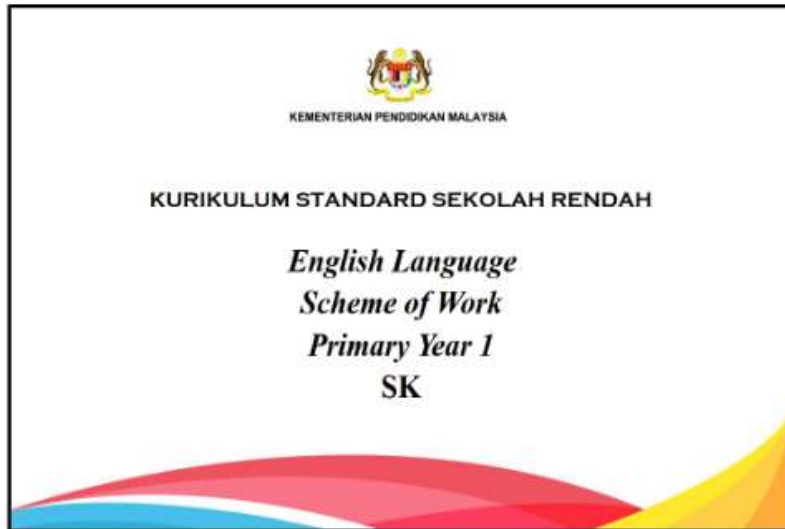 KEMENTERIAN PENDIDIKAN MALAYSIA
KURIKULUM STANDARD SEKOLAH RENDAH
English Language
Scheme of Work
Primary Year 1
SK